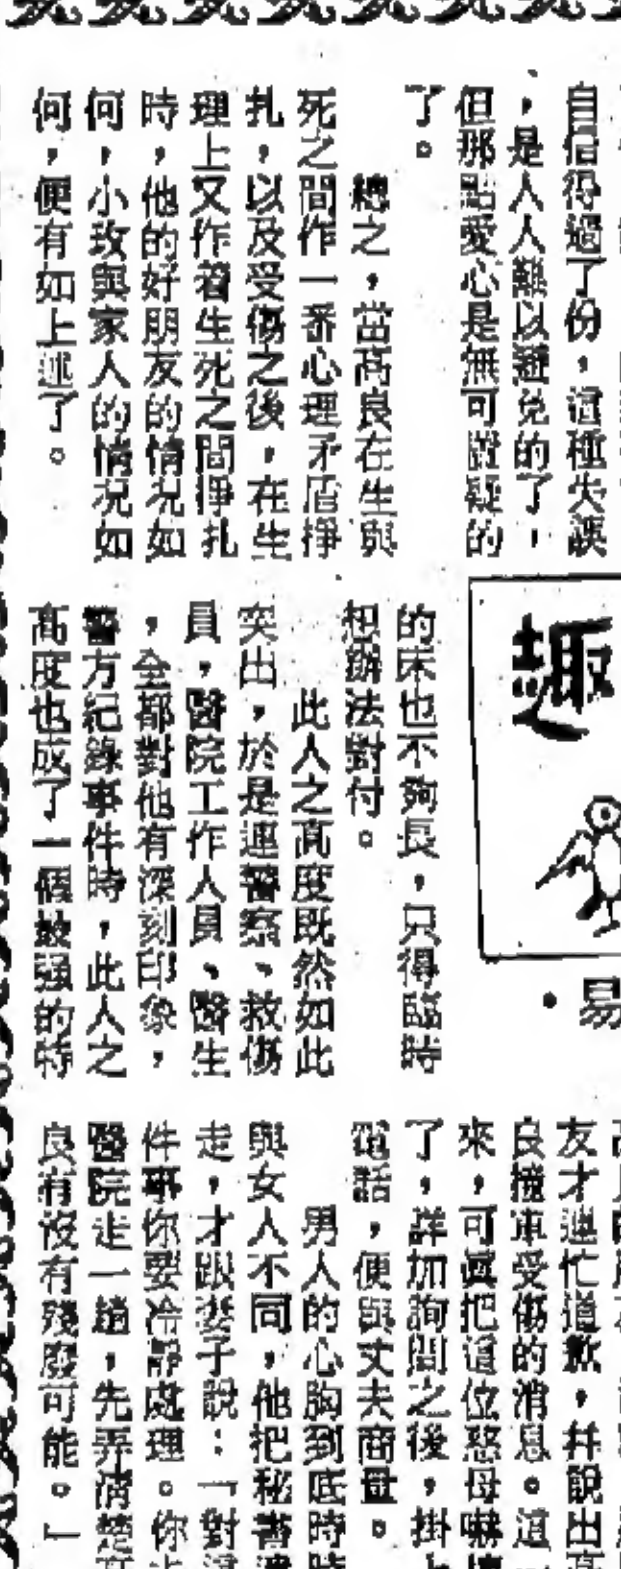 自信得過了份，這種失誤
，是人人難以避免的了，
但那點愛心是無可置疑的
了。
總之，當高良在生與
死之間作一番心理矛盾掙
扎，以及受傷之後，在生
理上又作着生死之間掙扎
時，他的好朋友的情况如
何，小玫與家人的情况如
何，便有如上述了。
趣
·易
的床也不夠長，只得臨時
想辦法對付。
此人之高度既然如此
突出，於是連警察、救傷
員，醫院工作人員、醫生
，全都對他有深刻印象，
警方紀錄事件時，此人之
高度也成了一個最强的特
友才連忙道歉，幷說出高
良撞車受傷的消息。這
來，可眞把這位慈母嚇壞
了，詳加詢問之後，掛上
電話，便與丈夫商量。
男人的心胸到底時時
與女人不同，他把秘書
走，才跟妻子說：「對這
件事你要冷靜處理。你
醫院走一趟，先弄清楚高
良有沒有殘廢可能。」